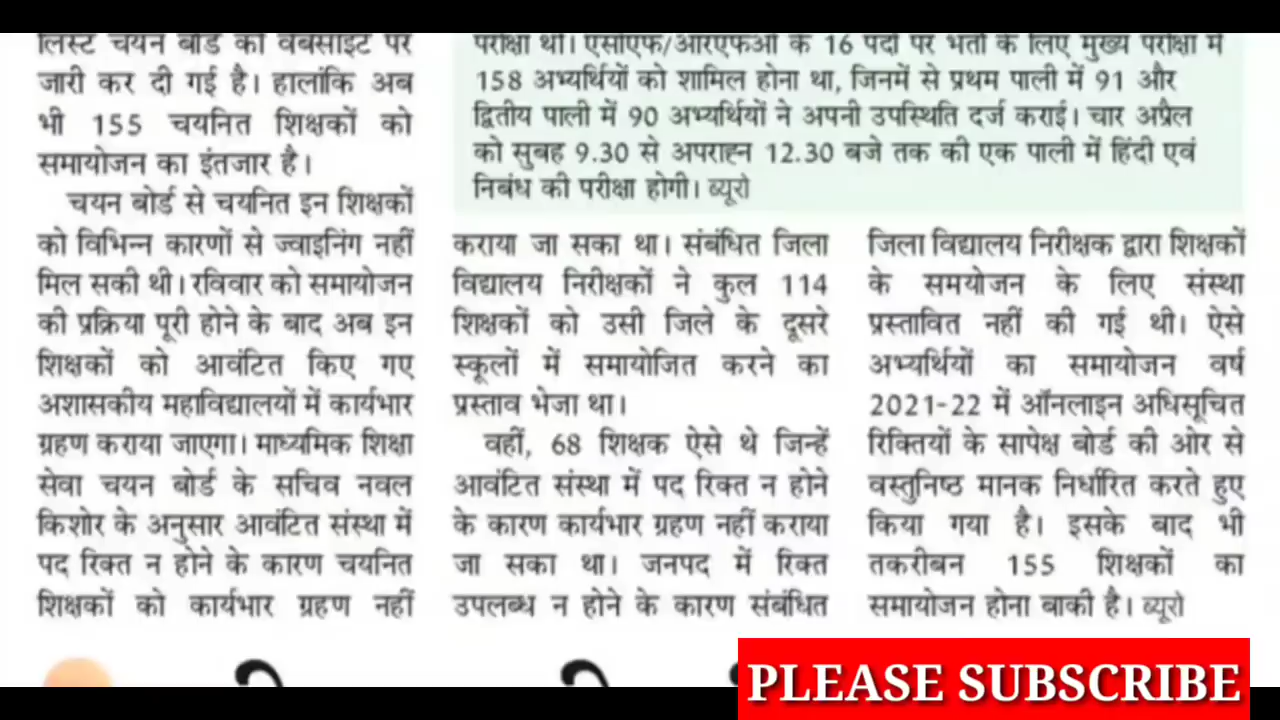 लिस्ट चयन बोर्ड की वेबसाइट पर
जारी कर दी गई है। हालांकि अब
भी 155 चयनित शिक्षकों को
समायोजन का इंतजार है।
चयन बोर्ड से चयनित इन शिक्षकों
को विभिन्न कारणों से ज्वाइनिंग नहीं
मिल सकी थी। रविवार को समायोजन
की प्रक्रिया पूरी होने के बाद अब इन
शिक्षकों को आवंटित किए गए
अशासकीय महाविद्यालयों में कार्यभार
ग्रहण कराया जाएगा। माध्यमिक शिक्षा
सेवा चयन बोर्ड के सचिव नवल
किशोर के अनुसार आवंटित संस्था में
पद रिक्त न होने के कारण चयनित
शिक्षकों को कार्यभार ग्रहण नहीं
परीक्षा थी। एसीएफ/आरएफओ के 16 पदों पर भर्ती के लिए मुख्य परीक्षा में
158 अभ्यर्थियों को शामिल होना था, जिनमें से प्रथम पाली में 91 और
द्वितीय पाली में 90 अभ्यर्थियों ने अपनी उपस्थिति दर्ज कराई। चार अप्रैल
को सुबह 9.30 से अपराह्न 12.30 बजे तक की एक पाली में हिंदी एवं
निबंध की परीक्षा होगी। ब्यूरो
कराया जा सका था। संबंधित जिला
विद्यालय निरीक्षकों ने कुल 114
शिक्षकों को उसी जिले के दूसरे
स्कूलों में समायोजित करने का
प्रस्ताव भेजा था।
वहीं, 68 शिक्षक ऐसे थे जिन्हें
आवंटित संस्था में पद रिक्त न होने
के कारण कार्यभार ग्रहण नहीं कराया
जा सका था। जनपद में रिक्त
उपलब्ध न होने के कारण संबंधित
जिला विद्यालय निरीक्षक द्वारा शिक्षकों
के समयोजन के लिए संस्था
प्रस्तावित नहीं की गई थी। ऐसे
अभ्यर्थियों का समायोजन वर्ष
2021-22 में ऑनलाइन अधिसूचित
रिक्तियों के सापेक्ष बोर्ड की ओर से
वस्तुनिष्ठ मानक निर्धारित करते हुए
किया गया है। इसके बाद भी
तकरीबन 155 शिक्षकों का
समायोजन होना बाकी है। ब्यूरो
PLEASE SUBSCRIBE